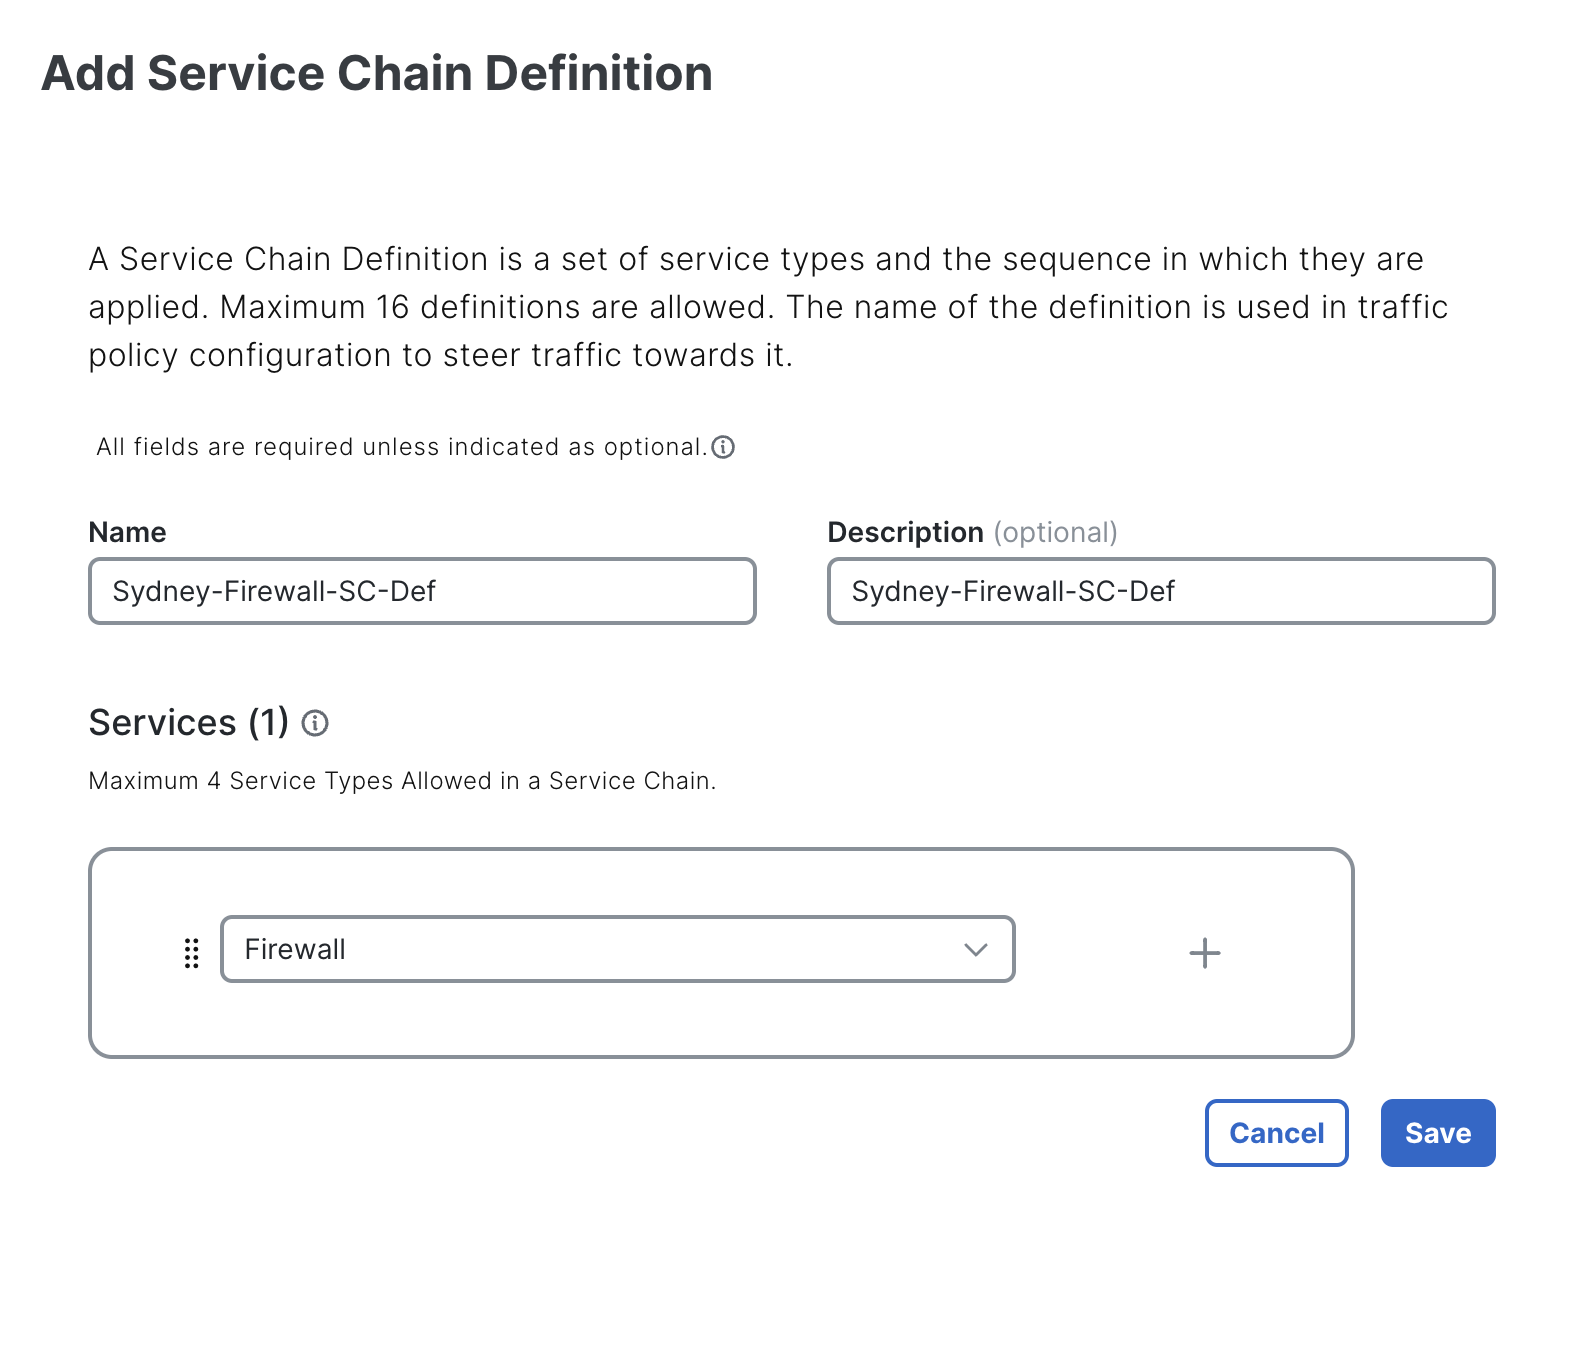 Add Service Chain Definition
A Service Chain Definition is a set of service types and the sequence in which they are
applied. Maximum 16 definitions are allowed. The name of the definition is used in traffic
policy configuration to steer traffic towards it.
All fields are required unless indicated as optional.
Name
Description (optional)
Sydney-Firewall-SC-Def
Sydney-Firewall-SC-Def
Services (1)
Maximum 4 Service Types Allowed in a Service Chain.
Firewall
Cancel
Save